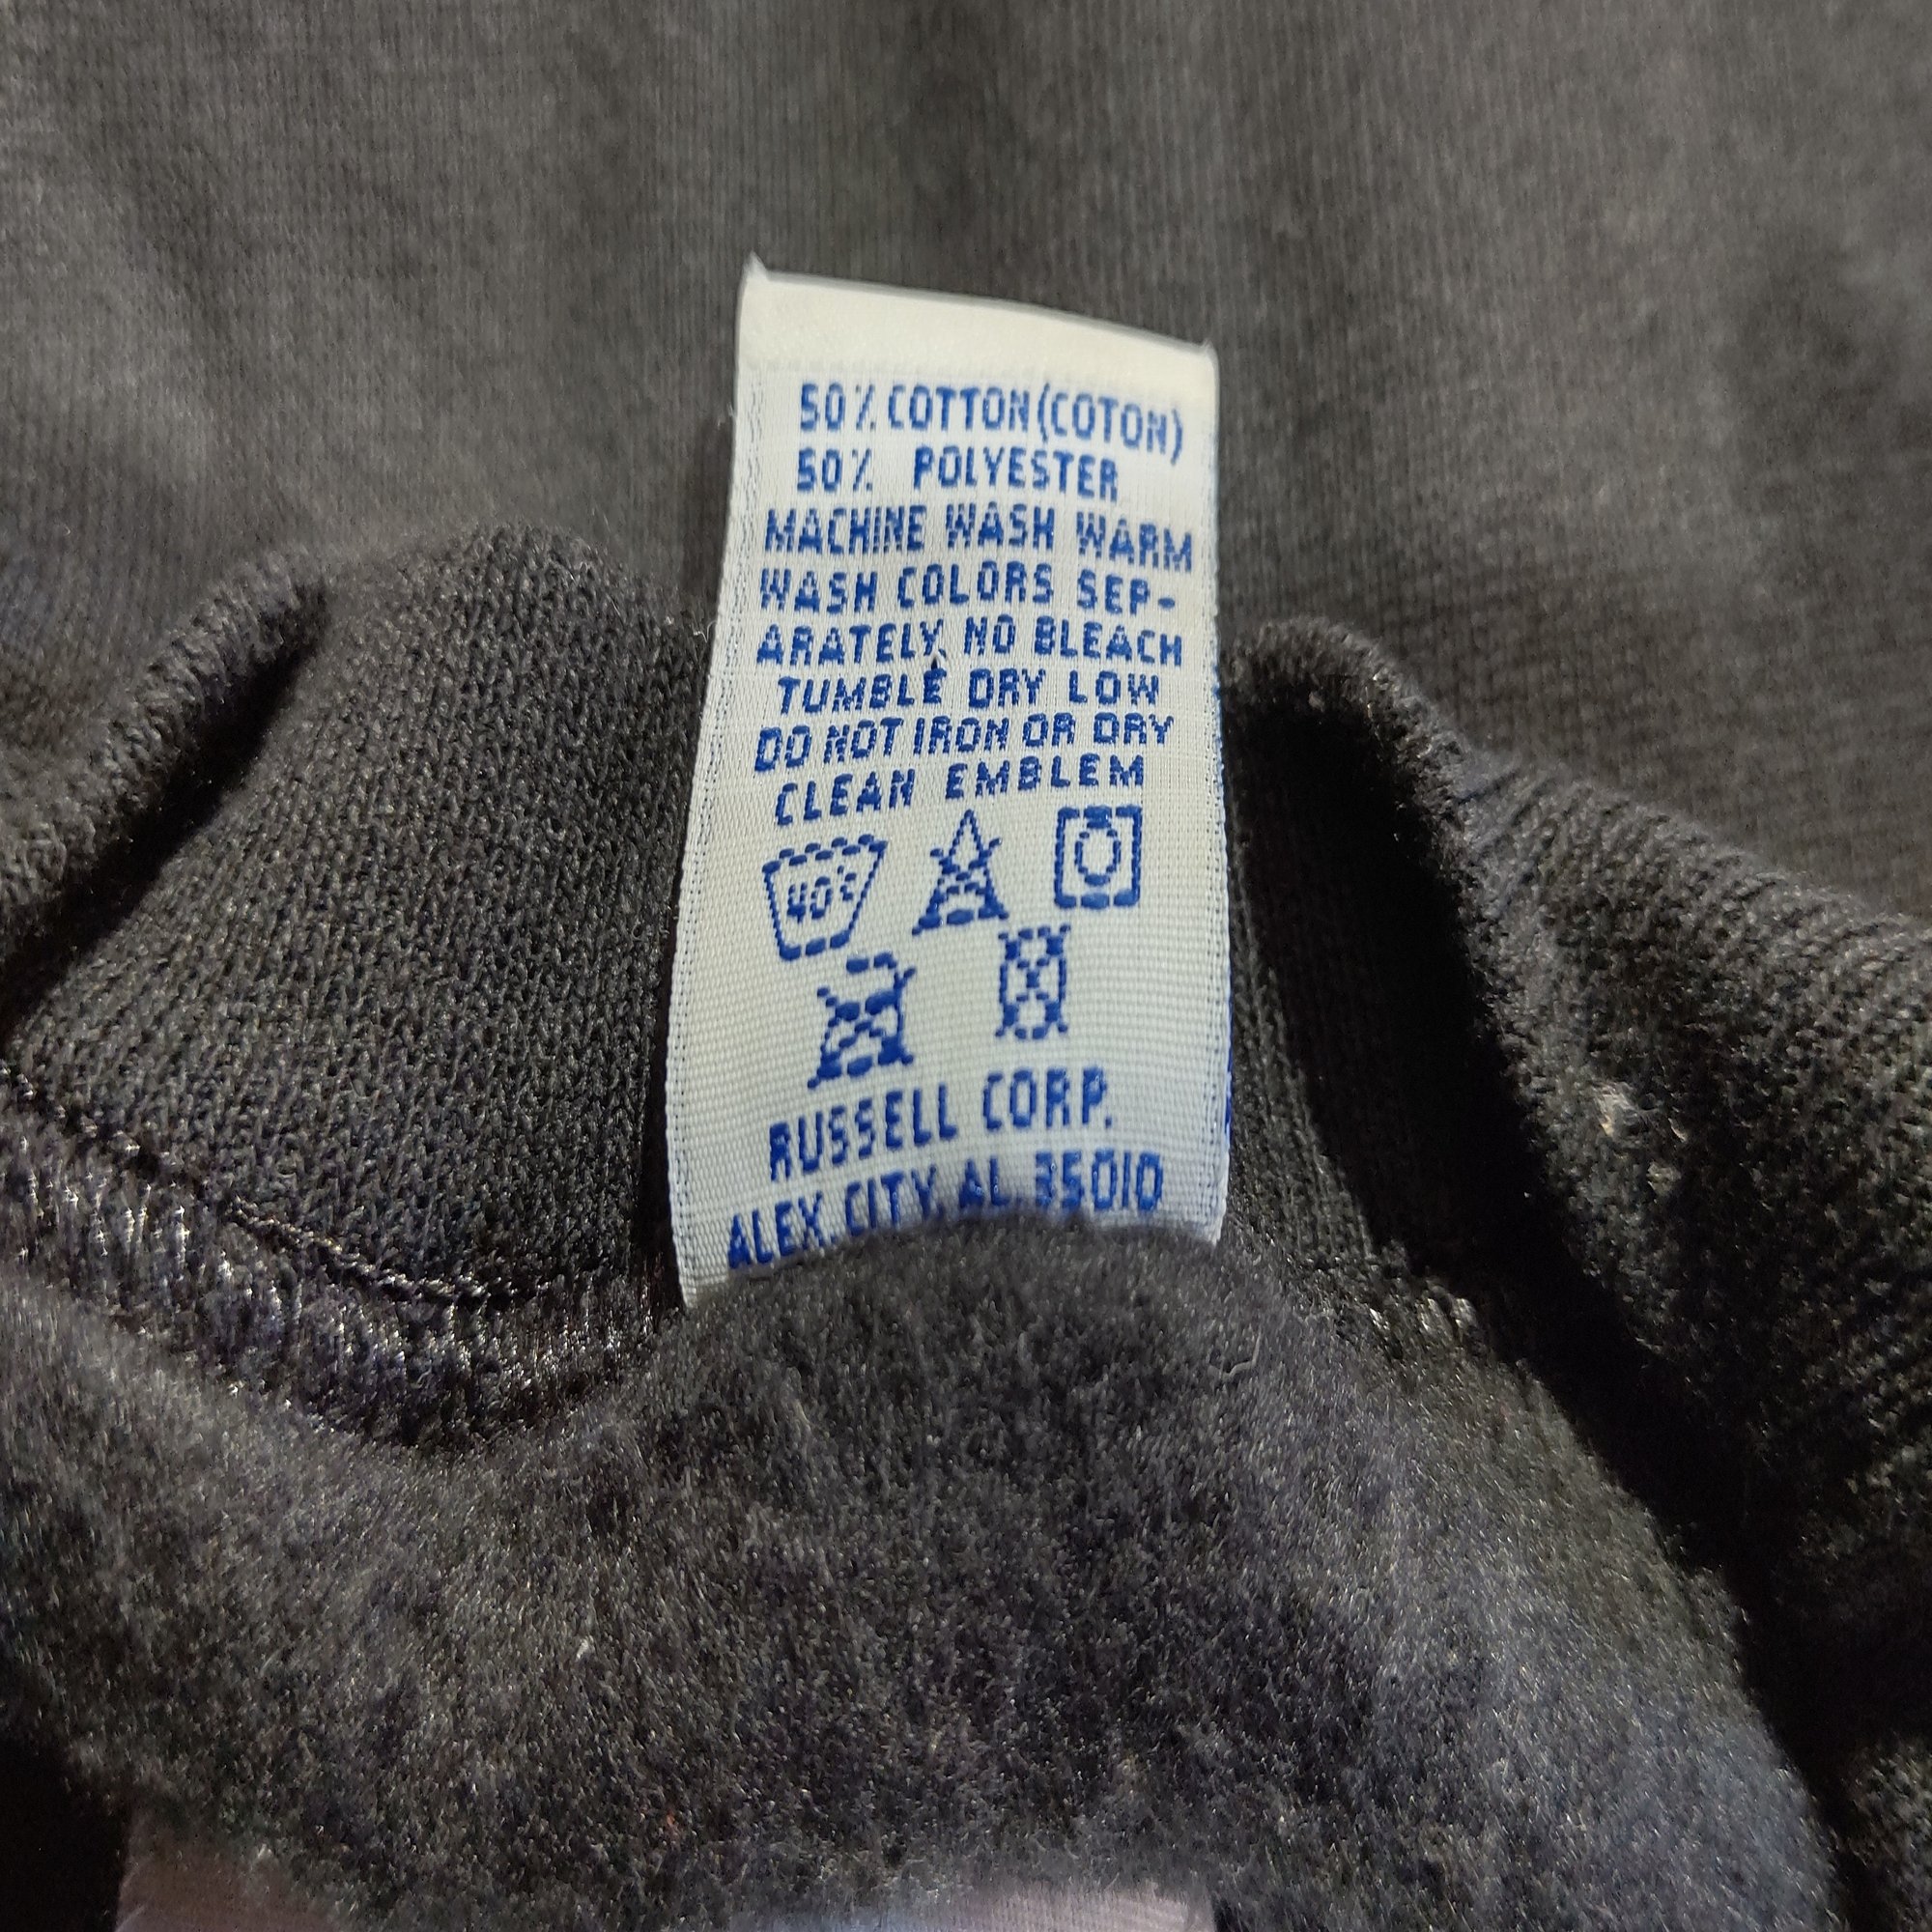 50% COTTON (COTON)
50% POLYESTER
MACHINE WASH WARM
WASH COLORS SEP-
ARATELY, NO BLEACH
TUMBLE DRY LOW
DO NOT IRON OR DRY
CLEAN EMBLEM
40°C
RUSSELL CORP.
ALEX. CITY, AL 35010